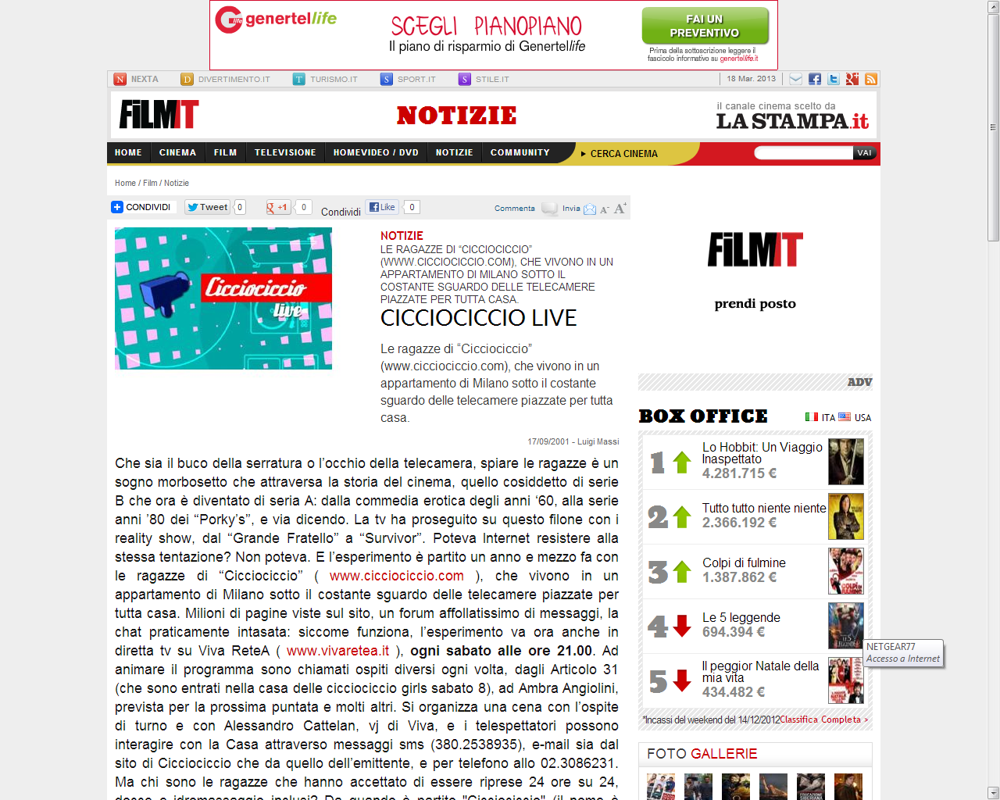 genertellife
SCEGLI PIANOPIANO
Il piano di risparmio di Genertellife
FAI UN
PREVENTIVO
Prima della sottoscrizione leggere il
fascicolo informativo su genertellife.it
N NEXTA D DIVERTIMENTO.IT T TURISMO.IT S SPORT.IT S STILE.IT 18 Mar. 2013
FiLMIT
NOTIZIE
il canale cinema scelto da
LA STAMPA.it
HOME CINEMA FILM TELEVISIONE HOMEVIDEO / DVD NOTIZIE COMMUNITY CERCA CINEMA VAI
Home / Film / Notizie
CONDIVIDI Tweet 0 +1 0 Condividi Like 0 Commenta Invia A- A+
Cicciociccio
live
NOTIZIE
LE RAGAZZE DI “CICCIOCICCIO”
(WWW.CICCIOCICCIO.COM), CHE VIVONO IN UN
APPARTAMENTO DI MILANO SOTTO IL
COSTANTE SGUARDO DELLE TELECAMERE
PIAZZATE PER TUTTA CASA.
CICCIOCICCIO LIVE
Le ragazze di “Cicciociccio”
(www.cicciociccio.com), che vivono in un
appartamento di Milano sotto il costante
sguardo delle telecamere piazzate per tutta
casa.
17/09/2001 - Luigi Massi
Che sia il buco della serratura o l’occhio della telecamera, spiare le ragazze è un
sogno morbosetto che attraversa la storia del cinema, quello cosiddetto di serie
B che ora è diventato di seria A: dalla commedia erotica degli anni ‘60, alla serie
anni ’80 dei “Porky’s”, e via dicendo. La tv ha proseguito su questo filone con i
reality show, dal “Grande Fratello” a “Survivor”. Poteva Internet resistere alla
stessa tentazione? Non poteva. E l’esperimento è partito un anno e mezzo fa con
le ragazze di “Cicciociccio” ( www.cicciociccio.com ), che vivono in un
appartamento di Milano sotto il costante sguardo delle telecamere piazzate per
tutta casa. Milioni di pagine viste sul sito, un forum affollatissimo di messaggi, la
chat praticamente intasata: siccome funziona, l’esperimento va ora anche in
diretta tv su Viva ReteA ( www.vivaretea.it ), ogni sabato alle ore 21.00. Ad
animare il programma sono chiamati ospiti diversi ogni volta, dagli Articolo 31
(che sono entrati nella casa delle cicciociccio girls sabato 8), ad Ambra Angiolini,
prevista per la prossima puntata e molti altri. Si organizza una cena con l’ospite
di turno e con Alessandro Cattelan, vj di Viva, e i telespettatori possono
interagire con la Casa attraverso messaggi sms (380.2538935), e-mail sia dal
sito di Cicciociccio che da quello dell’emittente, e per telefono allo 02.3086231.
Ma chi sono le ragazze che hanno accettato di essere riprese 24 ore su 24,
docce e idromassaggio inclusi? Da quando è partito "Cicciociccio" (il nome è
FiLMIT
prendi posto
ADV
BOX OFFICE ITA USA
1 Lo Hobbit: Un Viaggio
Inaspettato
4.281.715 €
2 Tutto tutto niente niente
2.366.192 €
3 Colpi di fulmine
1.387.862 €
4 Le 5 leggende
694.394 €
NETGEAR77
Accesso a Internet
5 Il peggior Natale della
mia vita
434.482 €
*Incassi del weekend del 14/12/2012 Classifica Completa >
FOTO GALLERIE